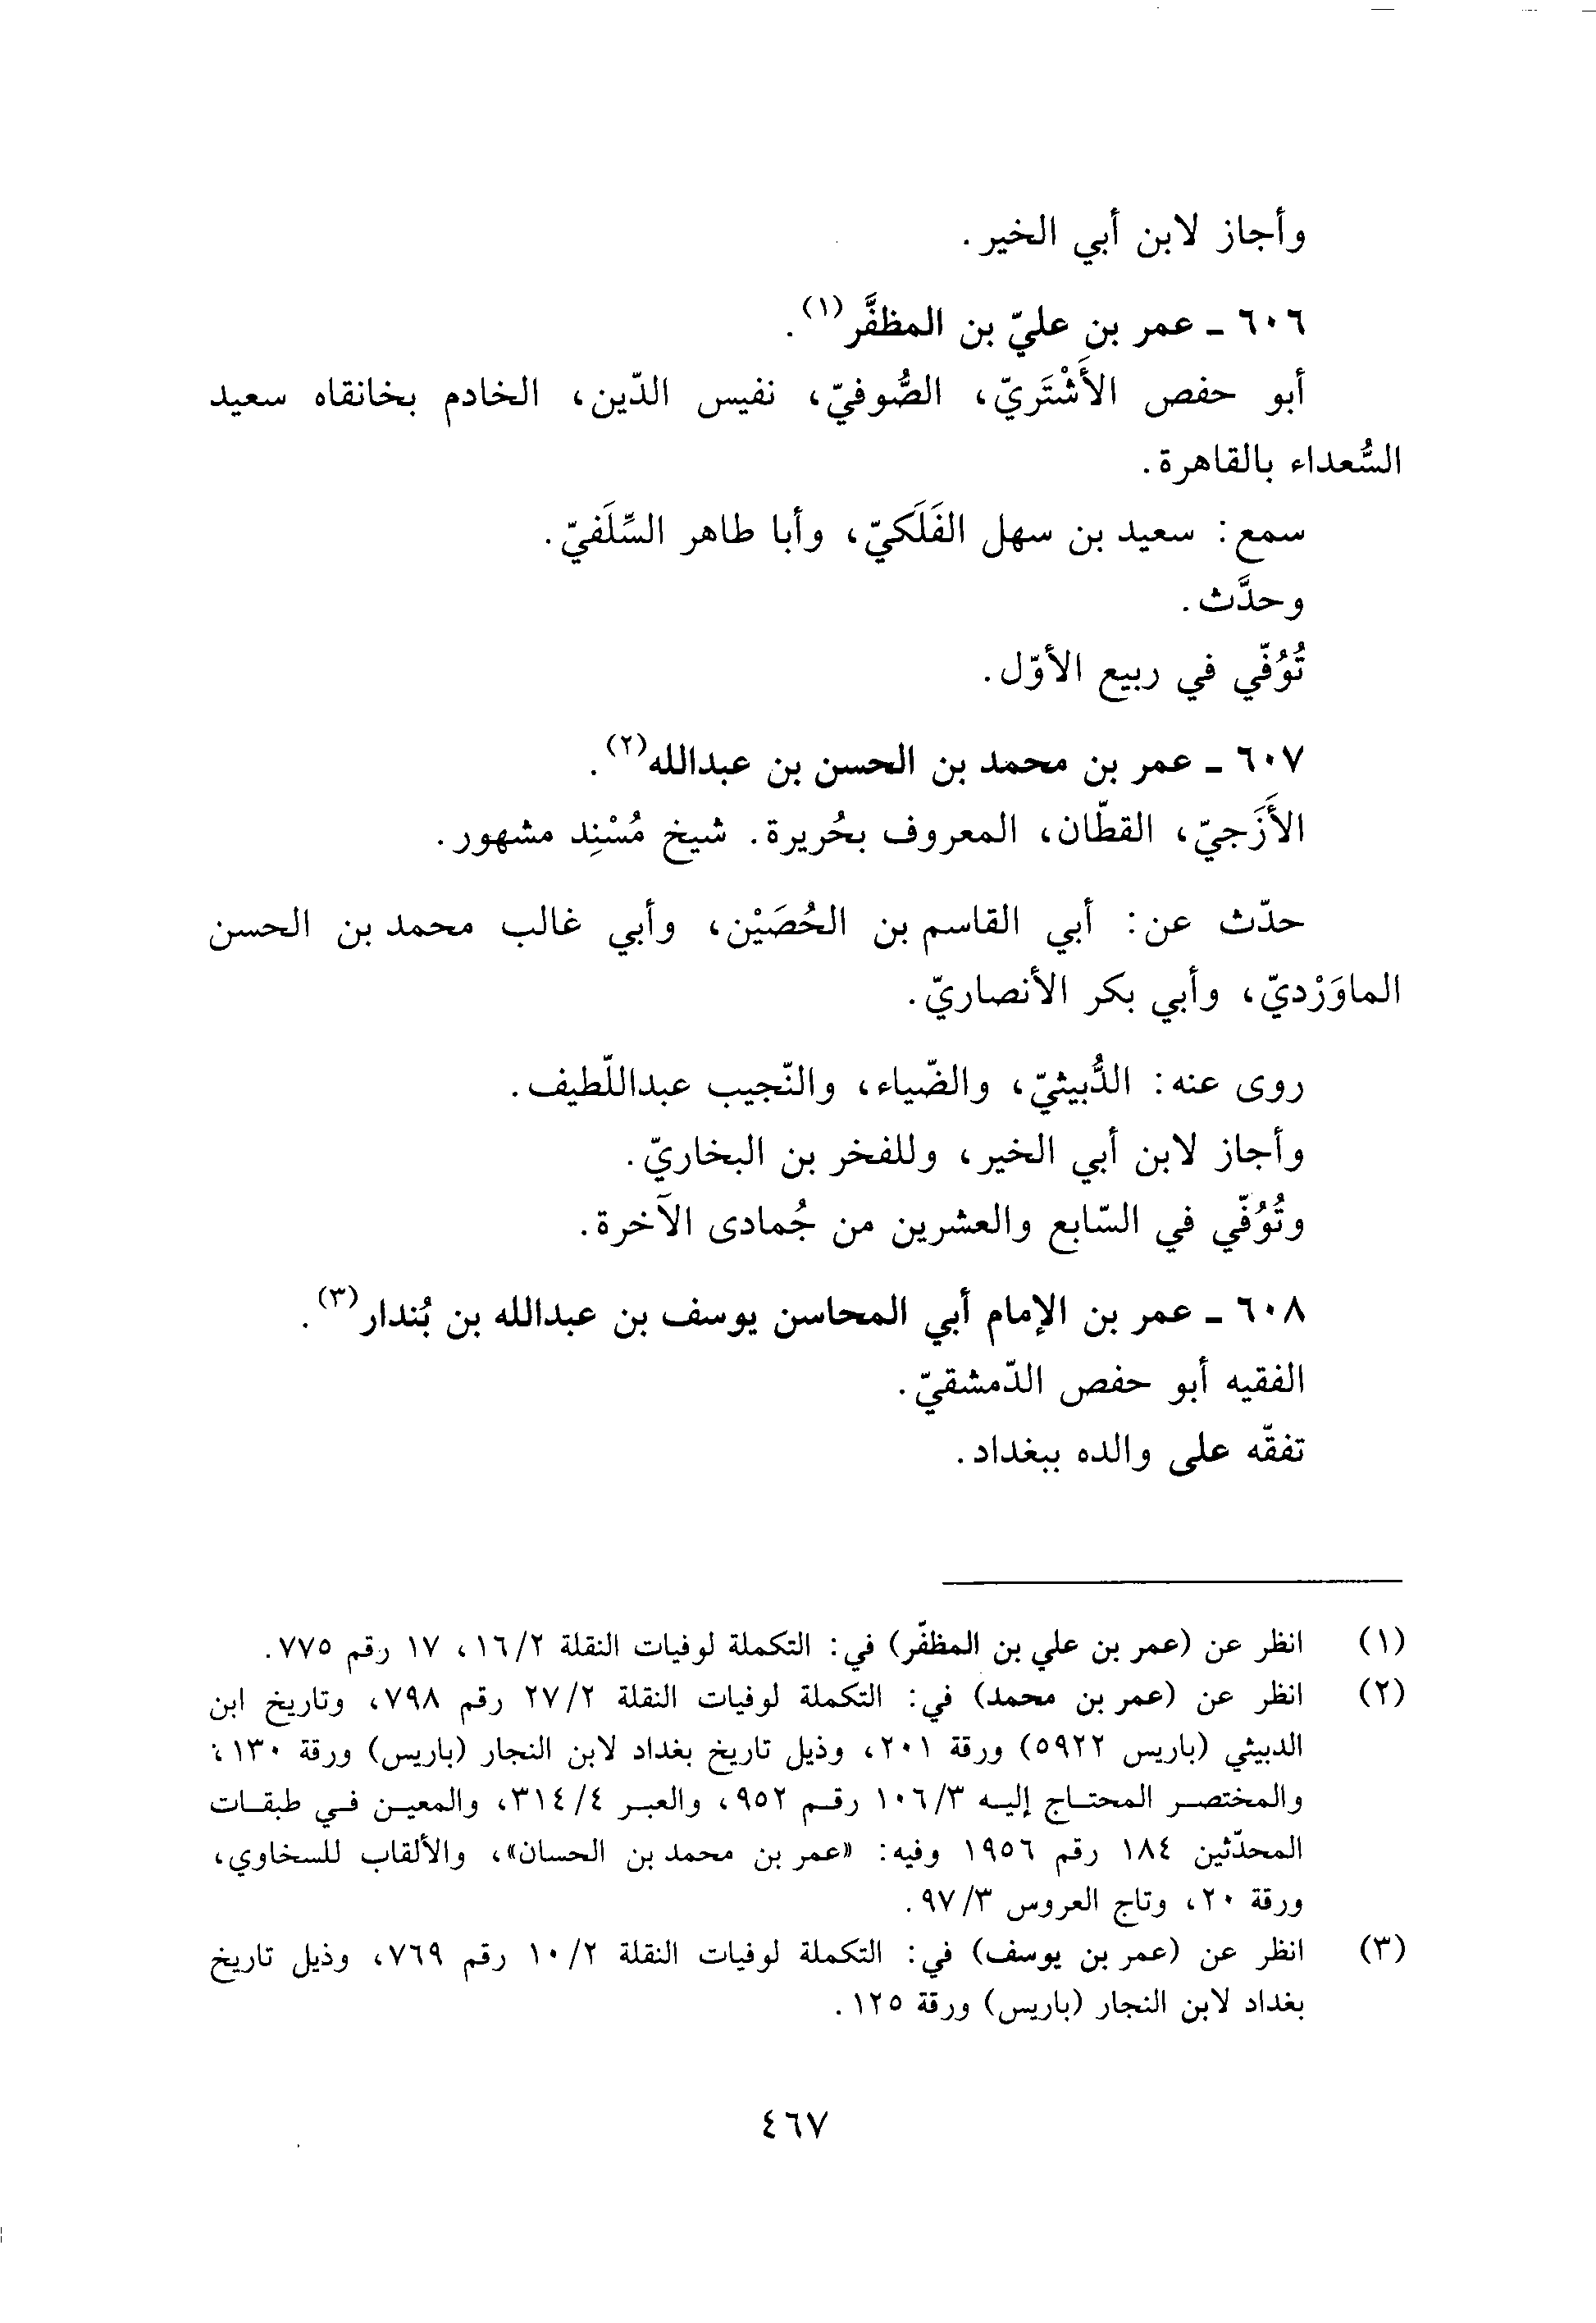 وأجاز لابن أبي الخير.
٦٠٦ ـ عمر بن عليّ بن المظفَّر(١).
أبو حفص الأَشْتَريّ، الصُّوفيّ، نفيس الدّين، الخادم بخانقاه سعيد
السُّعداء بالقاهرة.
سمع: سعيد بن سهل الفَلَكيّ، وأبا طاهر السِّلَفيّ.
وحدَّث.
تُوُفّي في ربيع الأوّل.
٦٠٧ ـ عمر بن محمد بن الحسن بن عبدالله(٢).
الأَزَجيّ، القطّان، المعروف بحُريرة. شيخ مُسْنِد مشهور.
حدّث عن: أبي القاسم بن الحُصَيْن، وأبي غالب محمد بن الحسن
الماوَرْديّ، وأبي بكر الأنصاريّ.
روى عنه: الدُّبيثيّ، والضّياء، والنّجيب عبداللّطيف.
وأجاز لابن أبي الخير، وللفخر بن البخاريّ.
وتُوُفّي في السّابع والعشرين من جُمادى الآخرة.
٦٠٨ ـ عمر بن الإمام أبي المحاسن يوسف بن عبدالله بن بُندار(٣).
الفقيه أبو حفص الدّمشقيّ.
تفقّه على والده ببغداد.
(١) انظر عن (عمر بن علي بن المظفّر) في: التكملة لوفيات النقلة ١٦/٢، ١٧ رقم ٧٧٥.
(٢) انظر عن (عمر بن محمد) في: التكملة لوفيات النقلة ٢٧/٢ رقم ٧٩٨، وتاريخ ابن
الدبيثي (باريس ٥٩٢٢) ورقة ٢٠١، وذيل تاريخ بغداد لابن النجار (باريس) ورقة ١٣٠،
والمختصر المحتاج إليه ١٠٦/٣ رقم ٩٥٢، والعبر ٣١٤/٤، والمعين في طبقات
المحدّثين ١٨٤ رقم ١٩٥٦ وفيه: «عمر بن محمد بن الحسان»، والألقاب للسخاوي،
ورقة ٢٠، وتاج العروس ٩٧/٣.
(٣) انظر عن (عمر بن يوسف) في: التكملة لوفيات النقلة ١٠/٢ رقم ٧٦٩، وذيل تاريخ
بغداد لابن النجار (باريس) ورقة ١٢٥.
٤٦٧